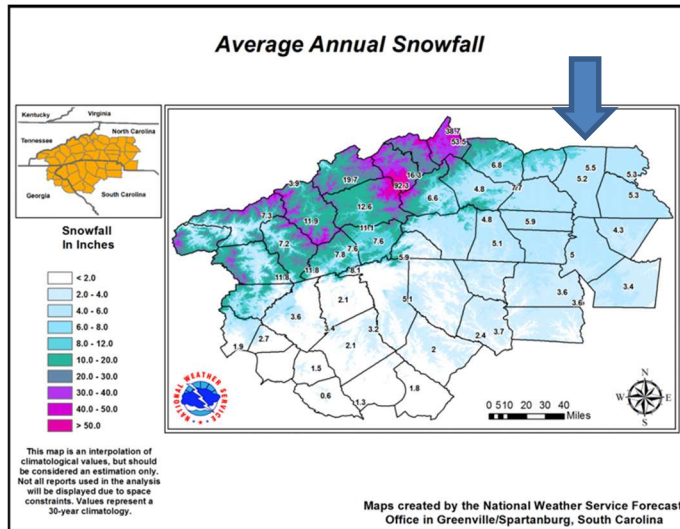 Average Annual Snowfall
Kentucky
Virginia
Tennessee
North Carolina
Georgia
South Carolina
Snowfall
In Inches
< 2.0
2.0 - 4.0
4.0 - 6.0
6.0 - 8.0
8.0 - 12.0
10.0 - 20.0
20.0 - 30.0
30.0 - 40.0
40.0 - 50.0
> 50.0
38.7
53.5
16.3
6.8
5.5
3.9
19.7
92.3
4.8
7.7
5.2
5.3
12.6
6.6
5.3
7.3
11.9
11.1
4.8
5.9
4.3
7.2
7.6
7.6
5.1
7.8
5.9
5
11.8
11.8
8.1
3.4
2.1
5.1
3.6
3.6
3.6
3.4
3.2
2.4
3.7
1.9
2.7
2.1
2
1.5
0.6
1.3
1.8
NATIONAL WEATHER SERVICE
N
W
E
S
0 5 10 20 30 40
Miles
This map is an interpolation of
climatological values, but should
be considered an estimation only.
Not all reports used in the analysis
will be displayed due to space
constraints. Values represent a
30-year climatology.
Maps created by the National Weather Service Forecast
Office in Greenville/Spartanburg, South Carolina